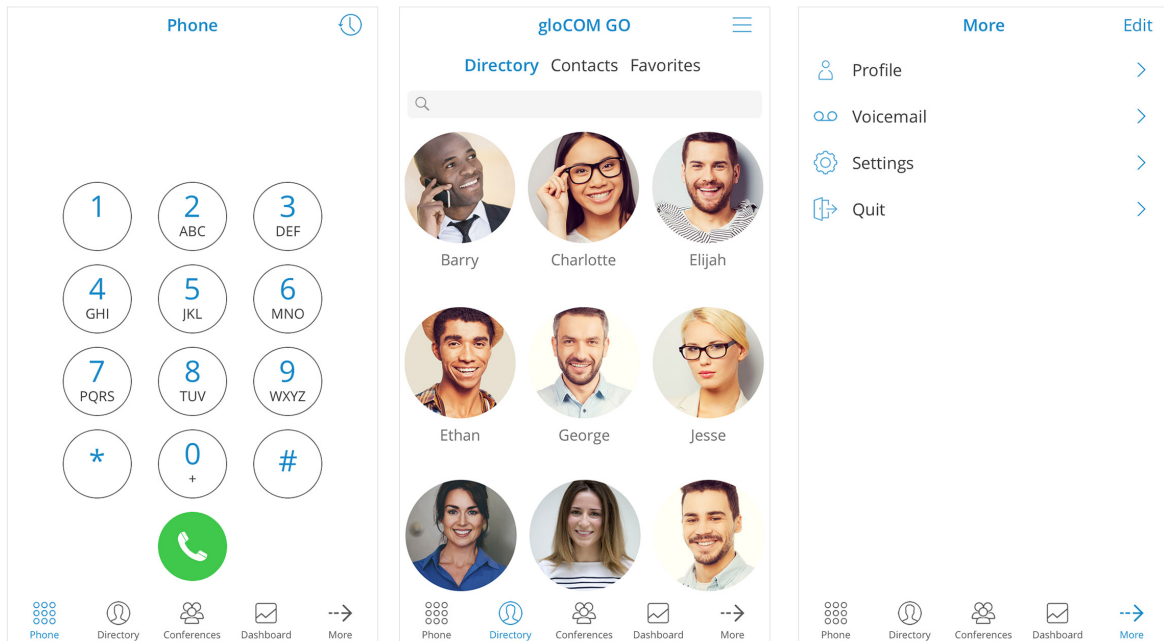 Phone
1
2
ABC
3
DEF
4
GHI
5
JKL
6
MNO
7
PQRS
8
TUV
9
WXYZ
*
0
+
#
Phone Directory Conferences Dashboard More
gloCOM GO
Directory Contacts Favorites
Barry Charlotte Elijah
Ethan George Jesse
Phone Directory Conferences Dashboard More
More Edit
Profile
Voicemail
Settings
Quit
Phone Directory Conferences Dashboard More